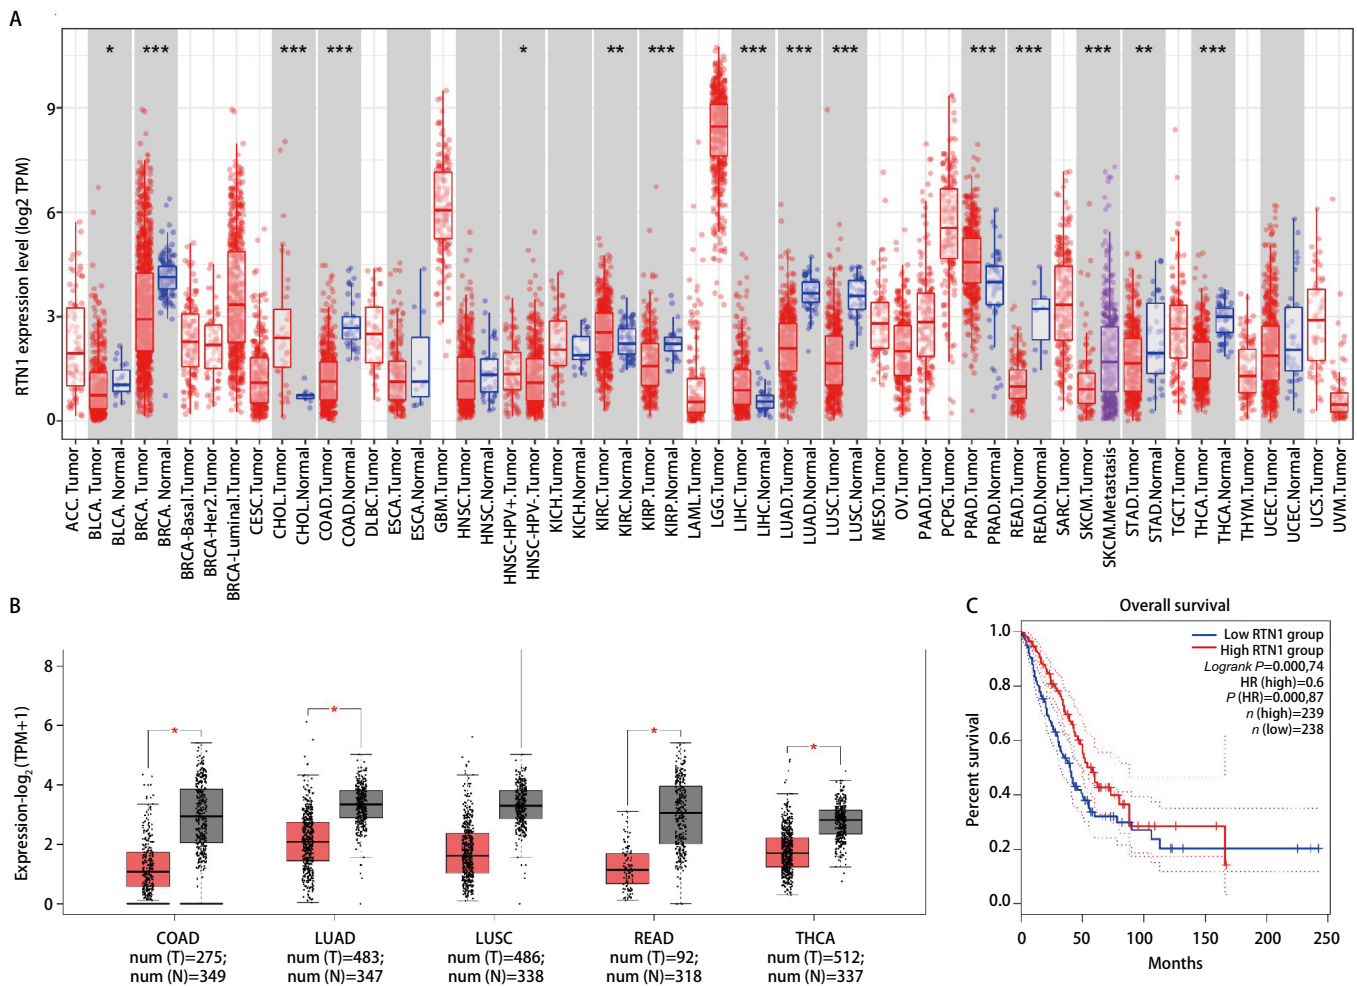 A
* *** *** *** * ** *** *** *** *** *** *** *** ** ***
RTN1 expression level (log2 TPM)
9
6
3
0
ACC. Tumor
BLCA. Tumor
BLCA. Normal
BRCA. Tumor
BRCA. Normal
BRCA-Basal.Tumor
BRCA-Her2.Tumor
BRCA-Luminal.Tumor
CESC.Tumor
CHOL.Tumor
CHOL.Normal
COAD.Tumor
COAD.Normal
DLBC.Tumor
ESCA.Tumor
ESCA.Normal
GBM.Tumor
HNSC.Tumor
HNSC.Normal
HNSC-HPV+.Tumor
HNSC-HPV-.Tumor
KICH.Tumor
KICH.Normal
KIRC.Tumor
KIRC.Normal
KIRP.Tumor
KIRP.Normal
LAML.Tumor
LGG.Tumor
LIHC.Tumor
LIHC.Normal
LUAD.Tumor
LUAD.Normal
LUSC.Tumor
LUSC.Normal
MESO.Tumor
OV.Tumor
PAAD.Tumor
PCPG.Tumor
PRAD.Tumor
PRAD.Normal
READ.Tumor
READ.Normal
SARC.Tumor
SKCM.Tumor
SKCM.Metastasis
STAD.Tumor
STAD.Normal
TGCT.Tumor
THCA.Tumor
THCA.Normal
THYM.Tumor
UCEC.Tumor
UCEC.Normal
UCS.Tumor
UVM.Tumor
B
Expression-log2 (TPM+1)
8
6
4
2
0
* * * *
COAD
num (T)=275;
num (N)=349
LUAD
num (T)=483;
num (N)=347
LUSC
num (T)=486;
num (N)=338
READ
num (T)=92;
num (N)=318
THCA
num (T)=512;
num (N)=337
C
Overall survival
Low RTN1 group
High RTN1 group
Logrank P=0.000,74
HR (high)=0.6
P (HR)=0.000,87
n (high)=239
n (low)=238
Percent survival
1.0
0.8
0.6
0.4
0.2
0.0
0 50 100 150 200 250
Months